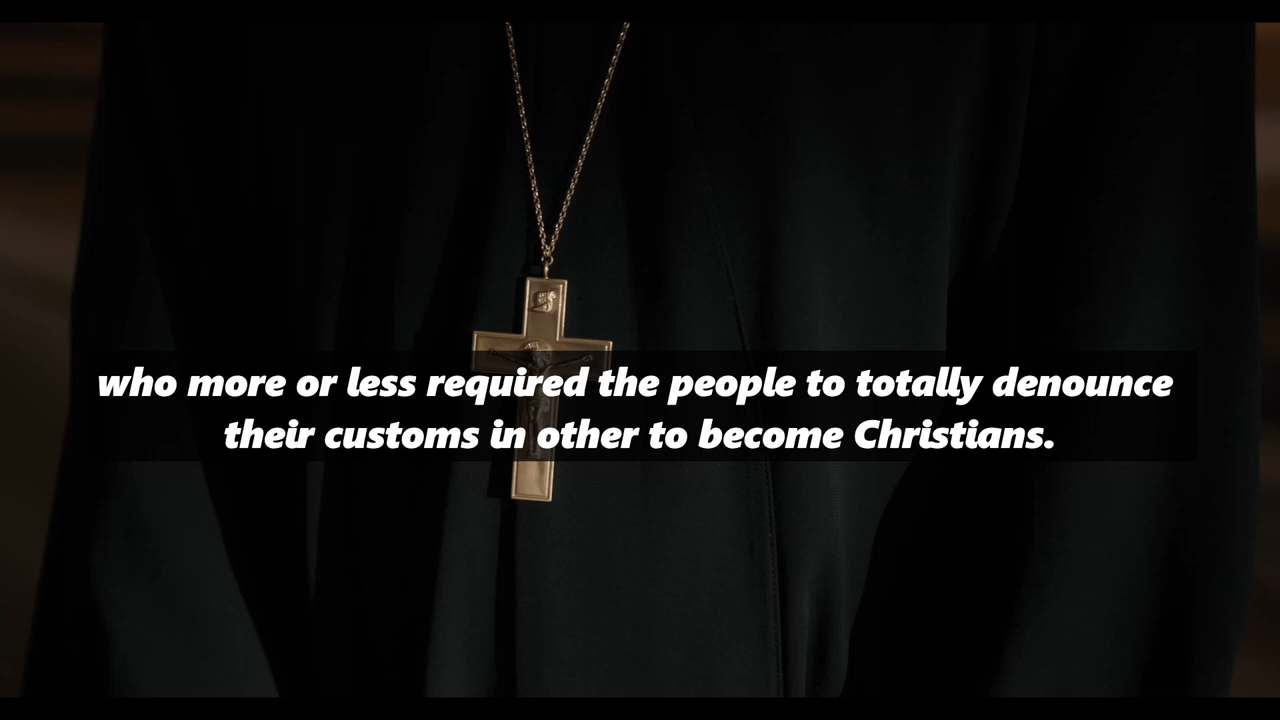 who more or less required the people to totally denounce
their customs in other to become Christians.